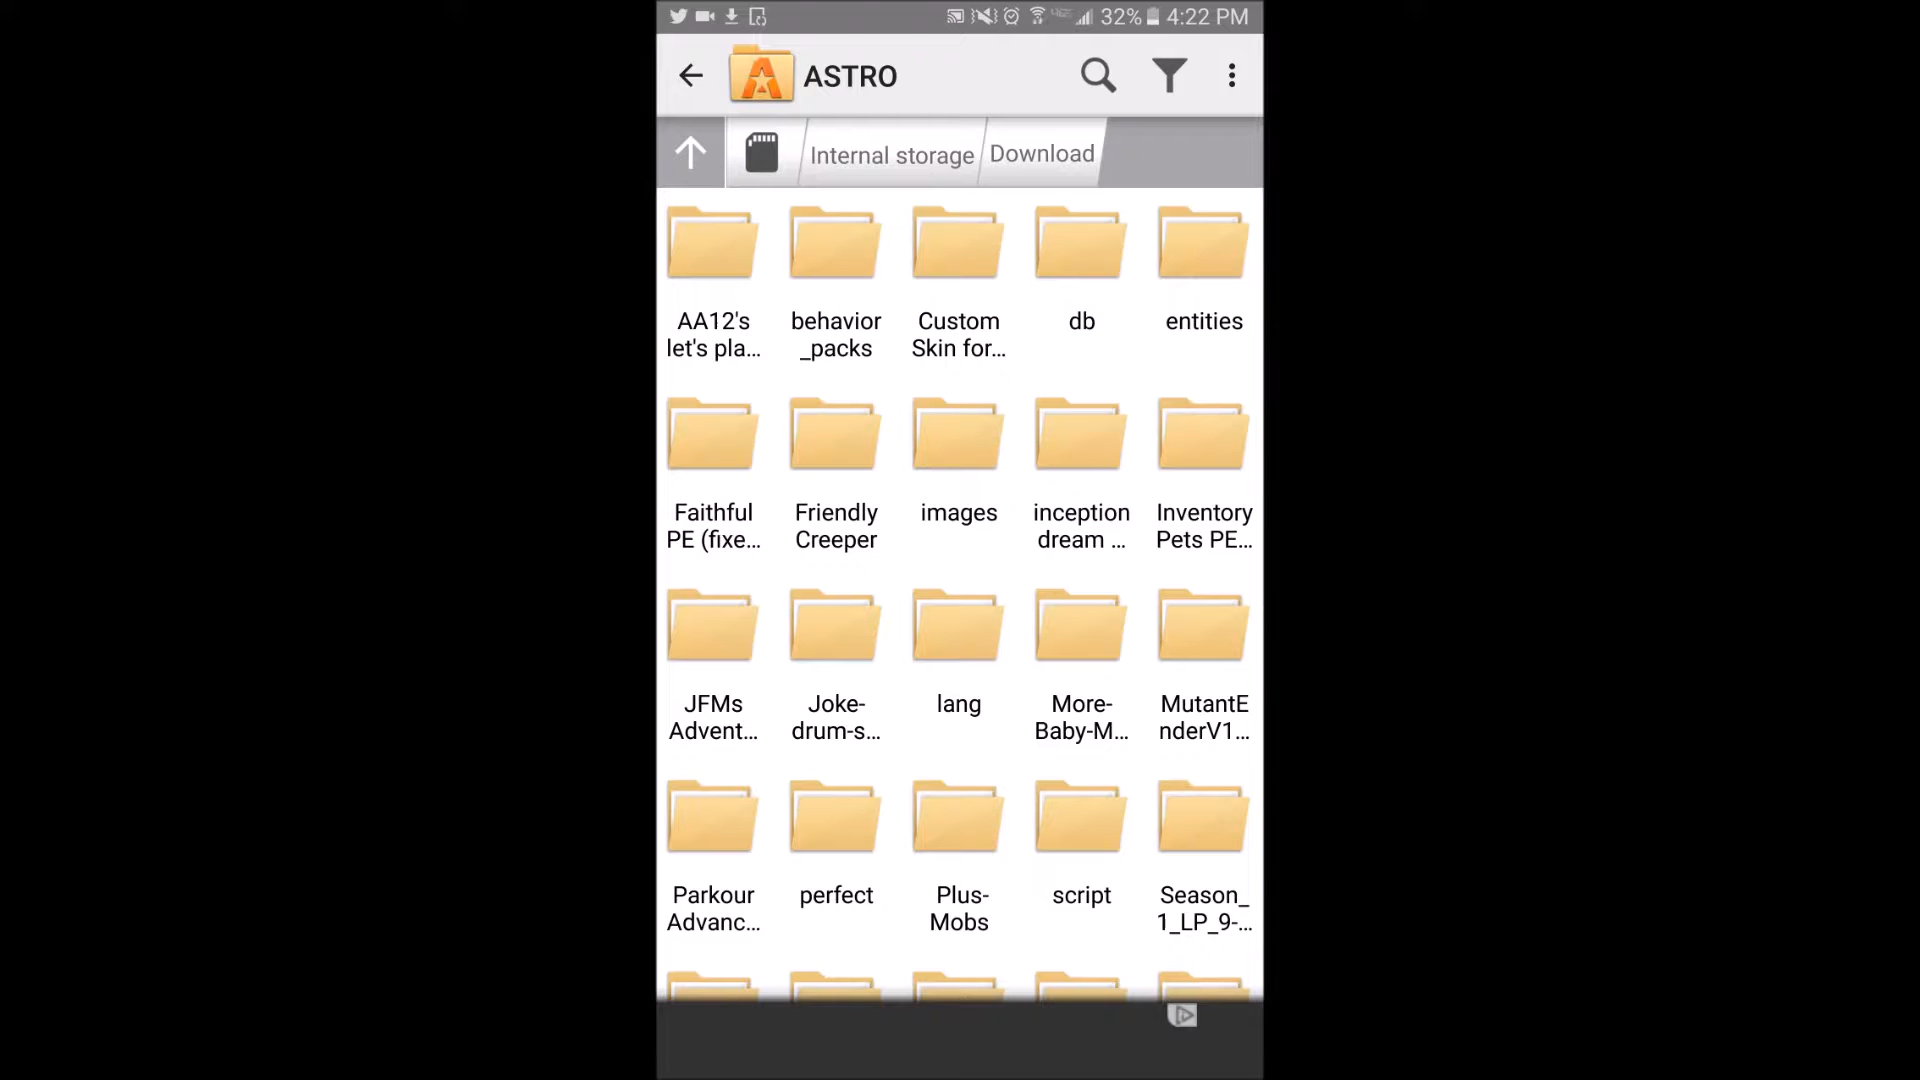 32% 4:22 PM
ASTRO
Internal storage Download
AA12's behavior Custom db entities
let's pla... _packs Skin for...
Faithful Friendly images inception Inventory
PE (fixe... Creeper dream ... Pets PE...
JFMs Joke- lang More- MutantE
Advent... drum-s... Baby-M... nderV1...
Parkour perfect Plus- script Season_
Advanc... Mobs 1_LP_9-...